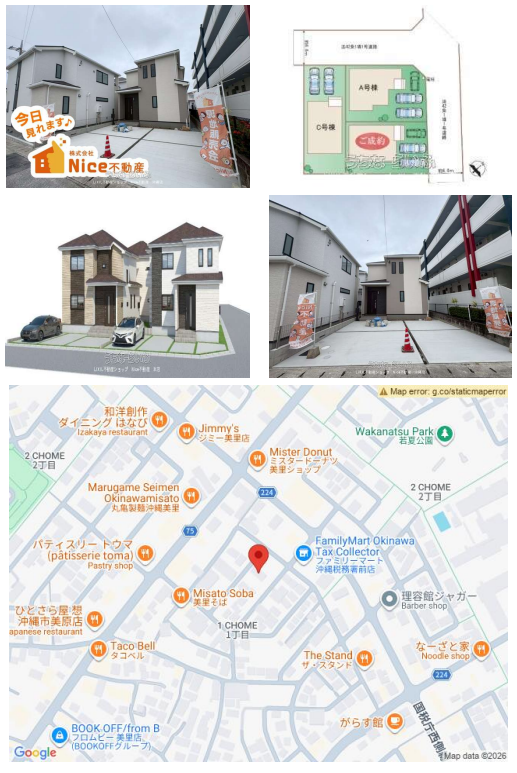 今日
見れます♪
株式会社
Nice不動産
A号棟
C号棟
ご成約
和洋創作
ダイニング はなび
Izakaya restaurant
Jimmy's
ジミー美里店
Mister Donut
ミスタードーナツ
美里ショップ
Wakanatsu Park
若夏公園
2 CHOME
2丁目
224
2 CHOME
2丁目
Marugame Seimen
Okinawamisato
丸亀製麺沖縄美里
75
パティスリー トウマ
(pâtisserie toma)
Pastry shop
FamilyMart Okinawa
Tax Collector
ファミリーマート
沖縄税務署前店
Misato Soba
美里そば
理容館ジャガー
Barber shop
ひとさら屋 想
沖縄市美原店
apanese restaurant
1 CHOME
1丁目
Taco Bell
タコベル
The Stand
ザ・スタンド
なーざと家
Noodle shop
224
BOOK OFF/from B
フロムビー 美里店,
(BOOKOFFグループ)
がらす館
国税庁西側
Google
Map error: g.co/staticmaperror
Map data ©2026